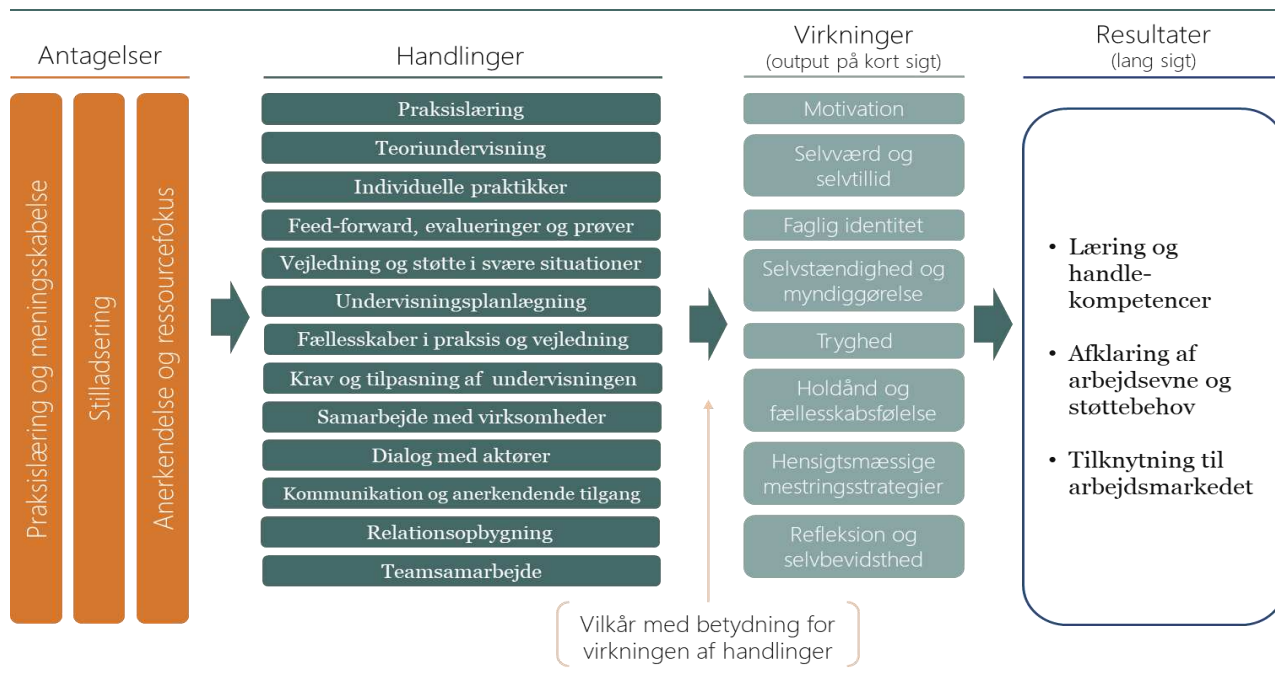 Antagelser
Praksislæring og meningsskabelse
Stilladsering
Anerkendelse og ressourcefokus
Handlinger
Praksislæring
Teoriundervisning
Individuelle praktikker
Feed-forward, evalueringer og prøver
Vejledning og støtte i svære situationer
Undervisningsplanlægning
Fællesskaber i praksis og vejledning
Krav og tilpasning af undervisningen
Samarbejde med virksomheder
Dialog med aktører
Kommunikation og anerkendende tilgang
Relationsopbygning
Teamsamarbejde
Virkninger
(output på kort sigt)
Motivation
Selvværd og
selvtillid
Faglig identitet
Selvstændighed og
myndiggørelse
Tryghed
Holdånd og
fællesskabsfølelse
Hensigtsmæssige
mestringsstrategier
Refleksion og
selvbevidsthed
Vilkår med betydning for
virkningen af handlinger
Resultater
(lang sigt)
• Læring og
handle-
kompetencer
• Afklaring af
arbejdsevne og
støttebehov
• Tilknytning til
arbejdsmarkedet